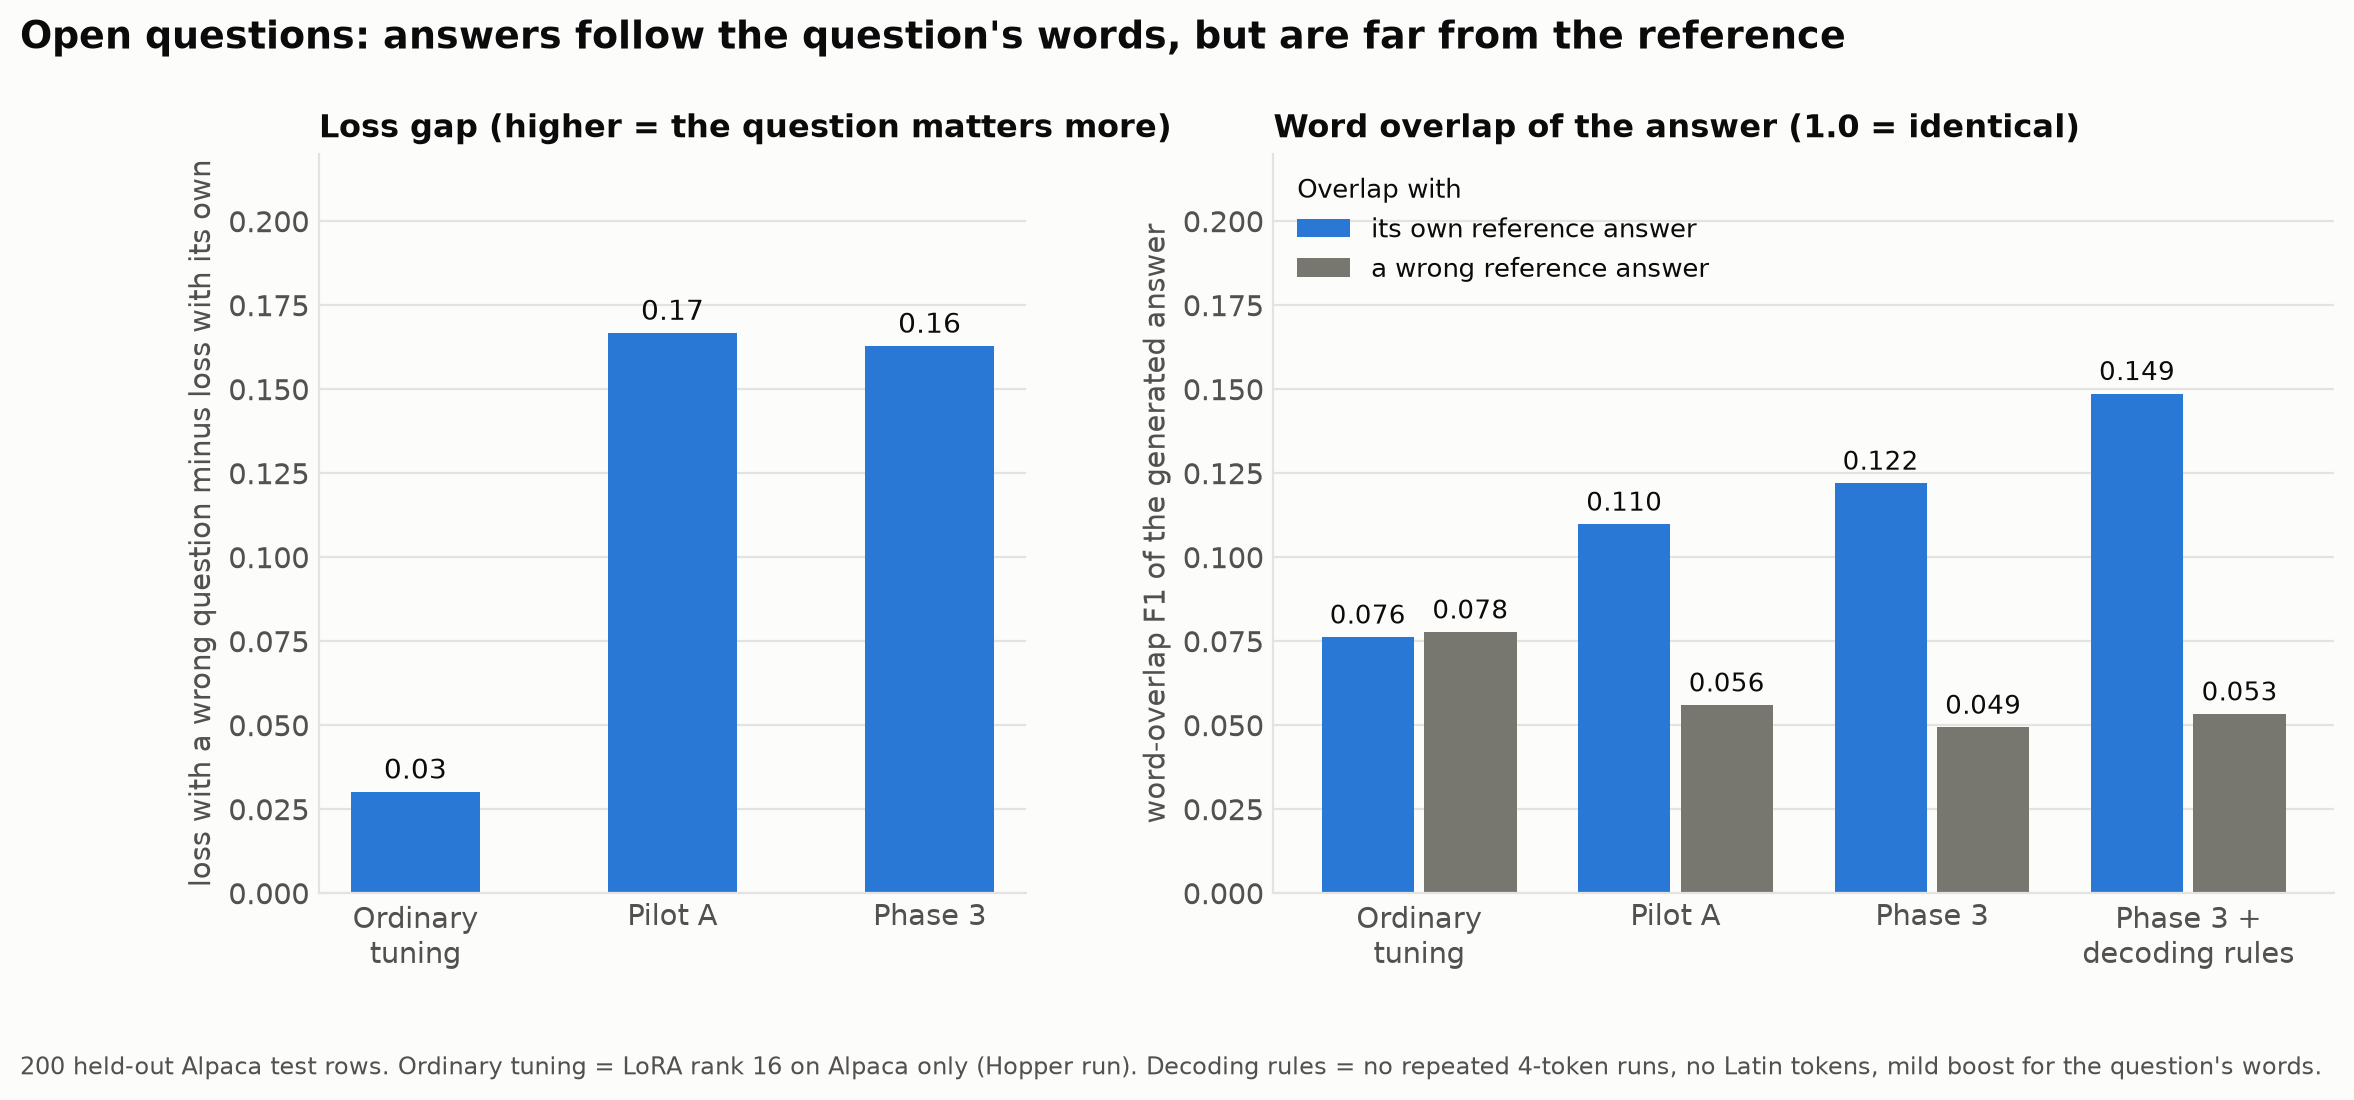 Open questions: answers follow the question's words, but are far from the reference
Loss gap (higher = the question matters more)
loss with a wrong question minus loss with its own
0.200
0.175
0.150
0.125
0.100
0.075
0.050
0.025
0.000
0.03
0.17
0.16
Ordinary
tuning
Pilot A
Phase 3
Word overlap of the answer (1.0 = identical)
word-overlap F1 of the generated answer
Overlap with
its own reference answer
a wrong reference answer
0.200
0.175
0.150
0.125
0.100
0.075
0.050
0.025
0.000
0.076
0.078
0.110
0.056
0.122
0.049
0.149
0.053
Ordinary
tuning
Pilot A
Phase 3
Phase 3 +
decoding rules
200 held-out Alpaca test rows. Ordinary tuning = LoRA rank 16 on Alpaca only (Hopper run). Decoding rules = no repeated 4-token runs, no Latin tokens, mild boost for the question's words.